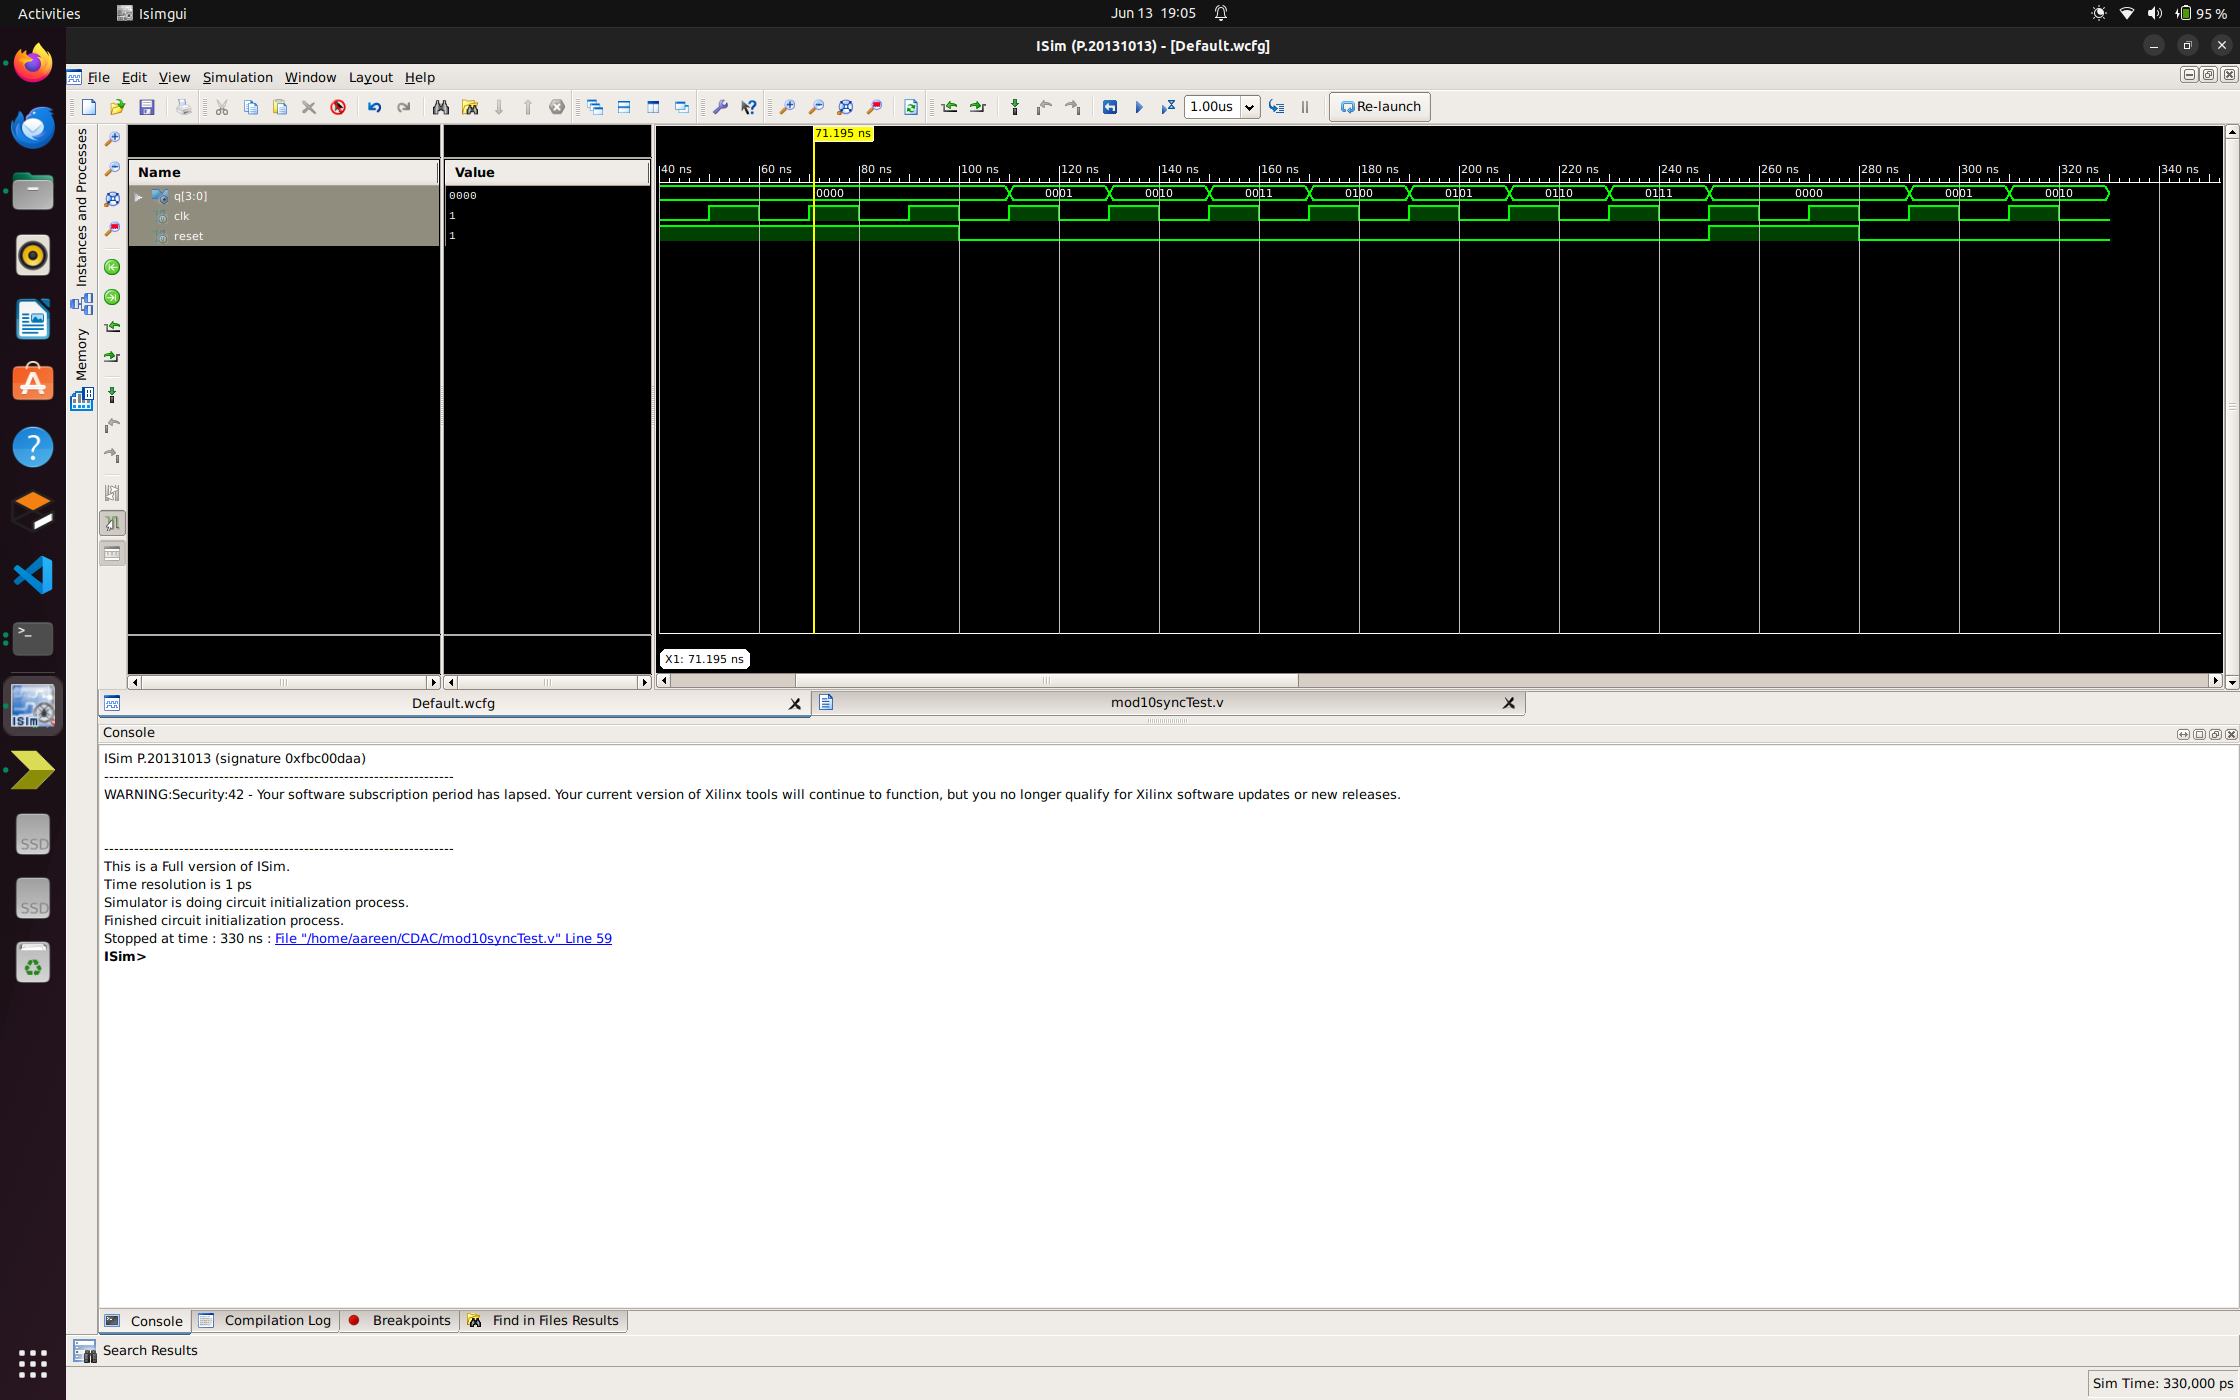 Activities Isimgui Jun 13 19:05 95 %
ISim (P.20131013) - [Default.wcfg]
File Edit View Simulation Window Layout Help
1.00us Re-launch
Instances and Processes
Memory
71.195 ns
Name Value
40 ns 60 ns 80 ns 100 ns 120 ns 140 ns 160 ns 180 ns 200 ns 220 ns 240 ns 260 ns 280 ns 300 ns 320 ns 340 ns
q[3:0] 0000 0000 0001 0010 0011 0100 0101 0110 0111 0000 0001 0010
clk 1
reset 1
X1: 71.195 ns
Default.wcfg mod10syncTest.v
Console
ISim P.20131013 (signature 0xfbc00daa)
----------------------------------------------------------------------
WARNING:Security:42 - Your software subscription period has lapsed. Your current version of Xilinx tools will continue to function, but you no longer qualify for Xilinx software updates or new releases.
----------------------------------------------------------------------
This is a Full version of ISim.
Time resolution is 1 ps
Simulator is doing circuit initialization process.
Finished circuit initialization process.
Stopped at time : 330 ns : File "/home/aareen/CDAC/mod10syncTest.v" Line 59
ISim>
Console Compilation Log Breakpoints Find in Files Results
Search Results
Sim Time: 330,000 ps
ISim
SSD
SSD